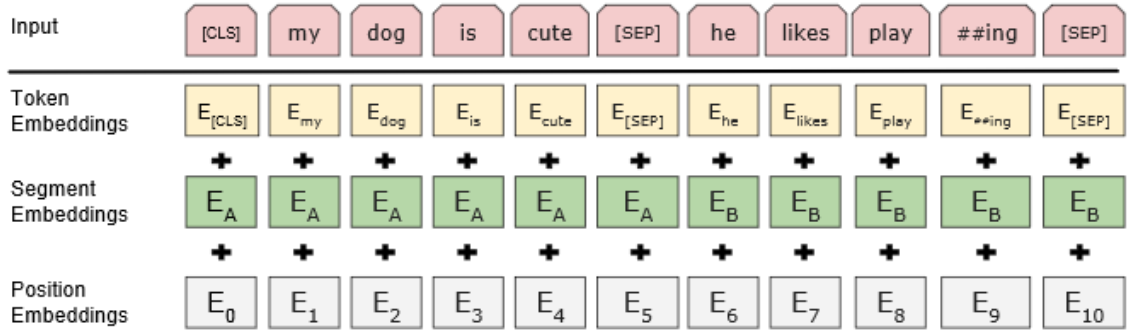 Input [CLS] my dog is cute [SEP] he likes play ##ing [SEP]
Token Embeddings E[CLS] Emy Edog Eis Ecute E[SEP] Ehe Elikes Eplay E##ing E[SEP]
+ + + + + + + + + + +
Segment Embeddings EA EA EA EA EA EA EB EB EB EB EB
+ + + + + + + + + + +
Position Embeddings E0 E1 E2 E3 E4 E5 E6 E7 E8 E9 E10